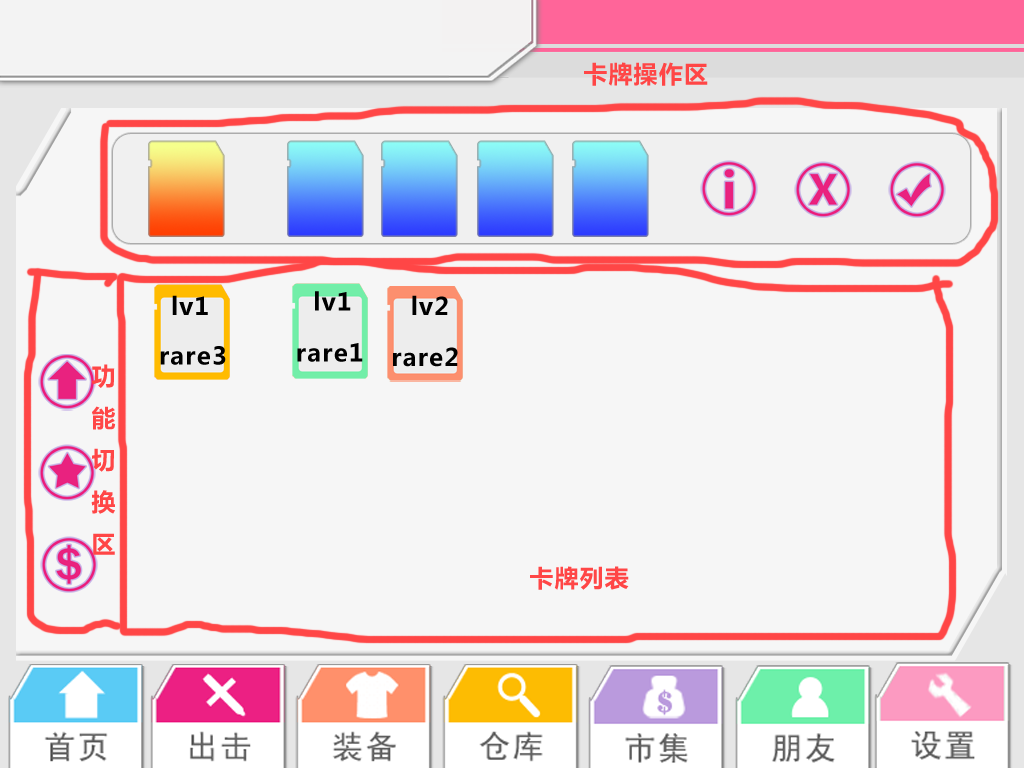 卡牌操作区
i X
lv1
rare3
lv1
rare1
lv2
rare2
功
能
切
换
区
$
卡牌列表
$
首页
出击
装备
仓库
市集
朋友
设置